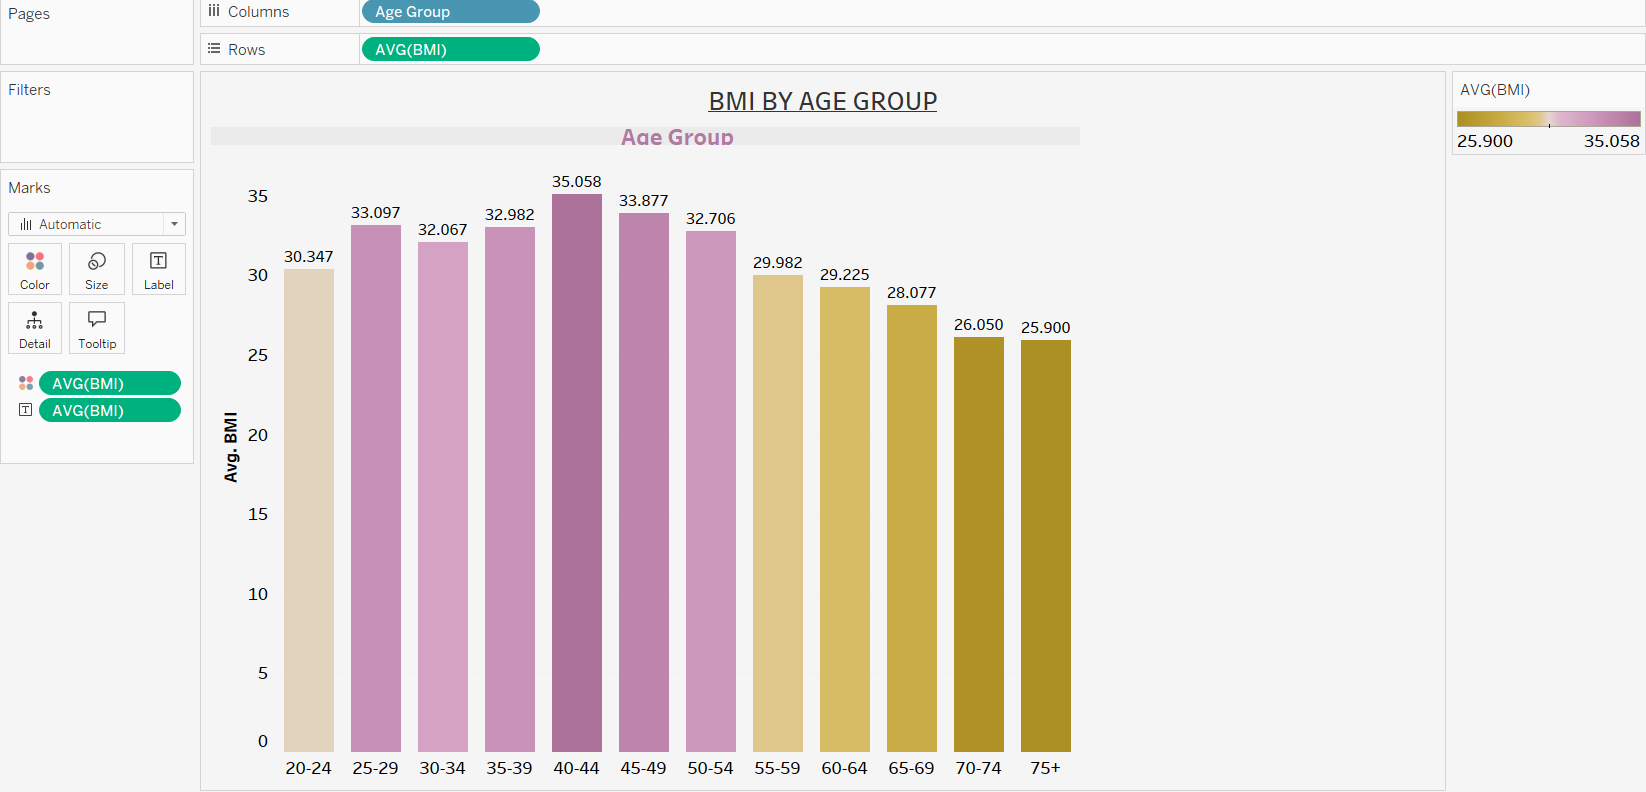 Pages
Columns
Age Group
Rows
AVG(BMI)
Filters
Marks
Automatic
Color
Size
Label
Detail
Tooltip
AVG(BMI)
AVG(BMI)
BMI BY AGE GROUP
Age Group
Avg. BMI
35
30
25
20
15
10
5
0
30.347
33.097
32.067
32.982
35.058
33.877
32.706
29.982
29.225
28.077
26.050
25.900
20-24 25-29 30-34 35-39 40-44 45-49 50-54 55-59 60-64 65-69 70-74 75+
AVG(BMI)
25.900 35.058